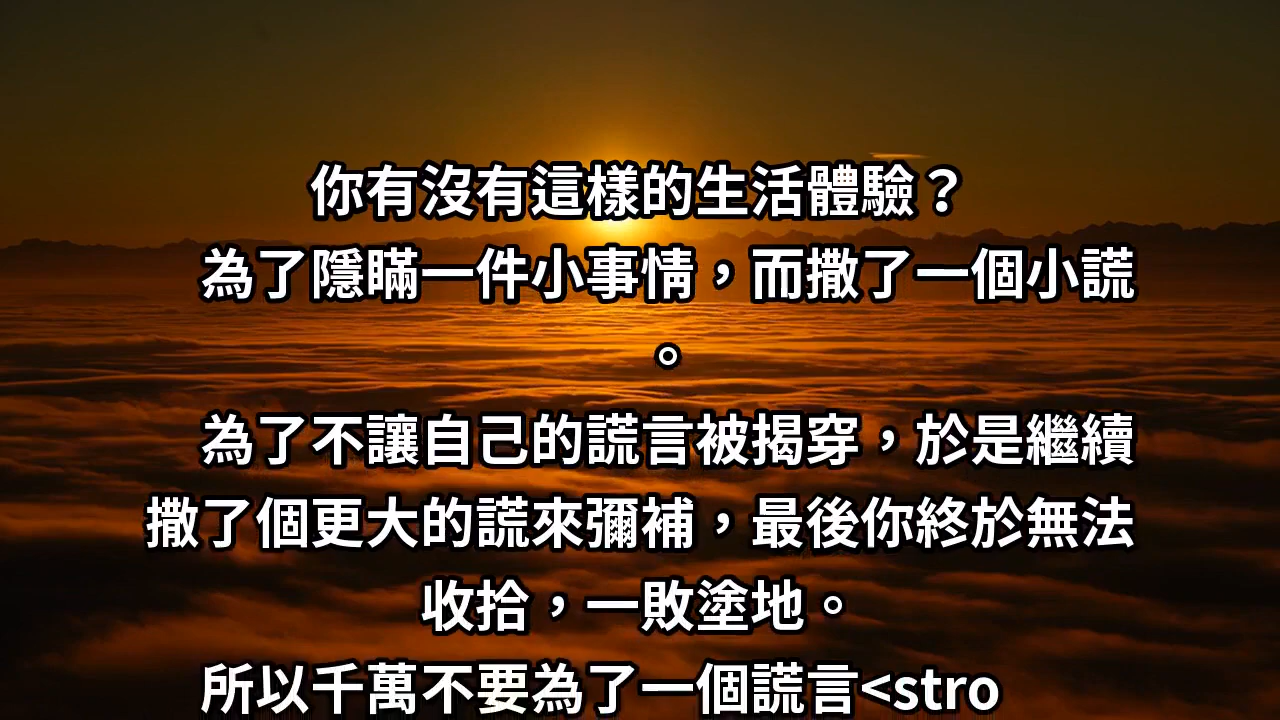 你有沒有這樣的生活體驗？
為了隱瞞一件小事情，而撒了一個小謊
。
為了不讓自己的謊言被揭穿，於是繼續
撒了個更大的謊來彌補，最後你終於無法
收拾，一敗塗地。
所以千萬不要為了一個謊言<stro